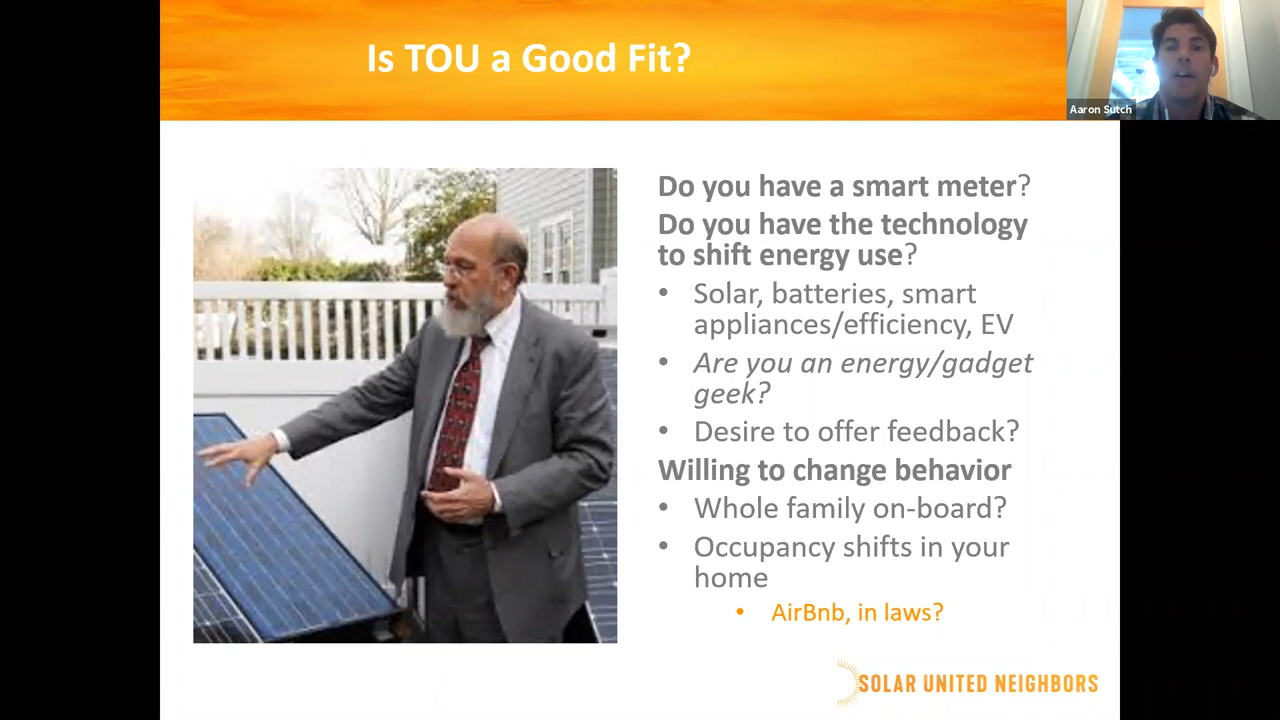 Is TOU a Good Fit?
Aaron Sutch
Do you have a smart meter?
Do you have the technology
to shift energy use?
• Solar, batteries, smart
appliances/efficiency, EV
• Are you an energy/gadget
geek?
• Desire to offer feedback?
Willing to change behavior
• Whole family on-board?
• Occupancy shifts in your
home
• AirBnb, in laws?
SOLAR UNITED NEIGHBORS